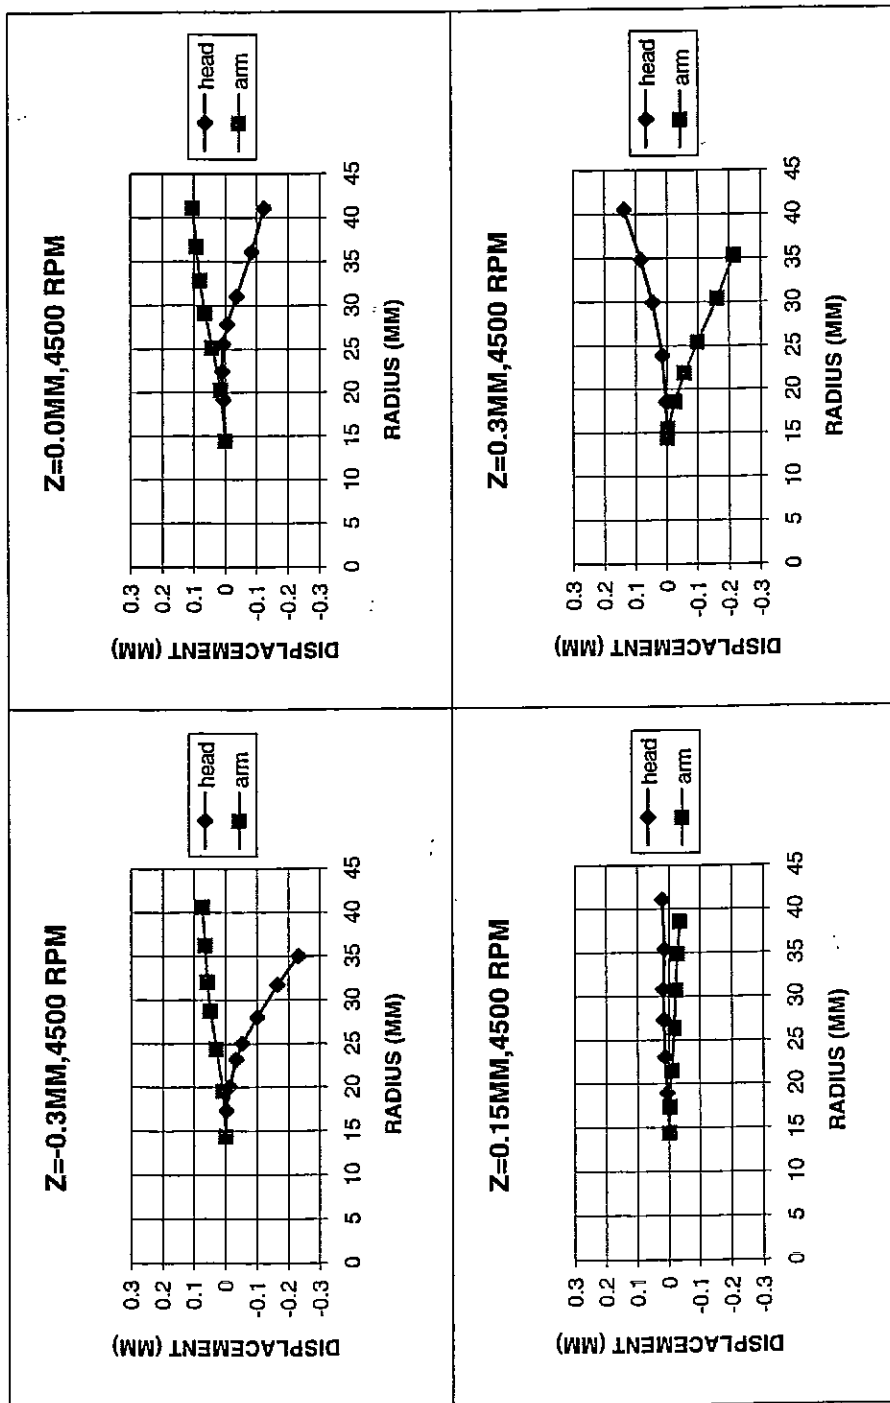 Z=-0.3MM,4500 RPM
DISPLACEMENT (MM)
0.3
0.2
0.1
0
-0.1
-0.2
-0.3
0 5 10 15 20 25 30 35 40 45
RADIUS (MM)
head
arm
Z=0.0MM,4500 RPM
DISPLACEMENT (MM)
0.3
0.2
0.1
0
-0.1
-0.2
-0.3
0 5 10 15 20 25 30 35 40 45
RADIUS (MM)
head
arm
Z=0.15MM,4500 RPM
DISPLACEMENT (MM)
0.3
0.2
0.1
0
-0.1
-0.2
-0.3
0 5 10 15 20 25 30 35 40 45
RADIUS (MM)
head
arm
Z=0.3MM,4500 RPM
DISPLACEMENT (MM)
0.3
0.2
0.1
0
-0.1
-0.2
-0.3
0 5 10 15 20 25 30 35 40 45
RADIUS (MM)
head
arm